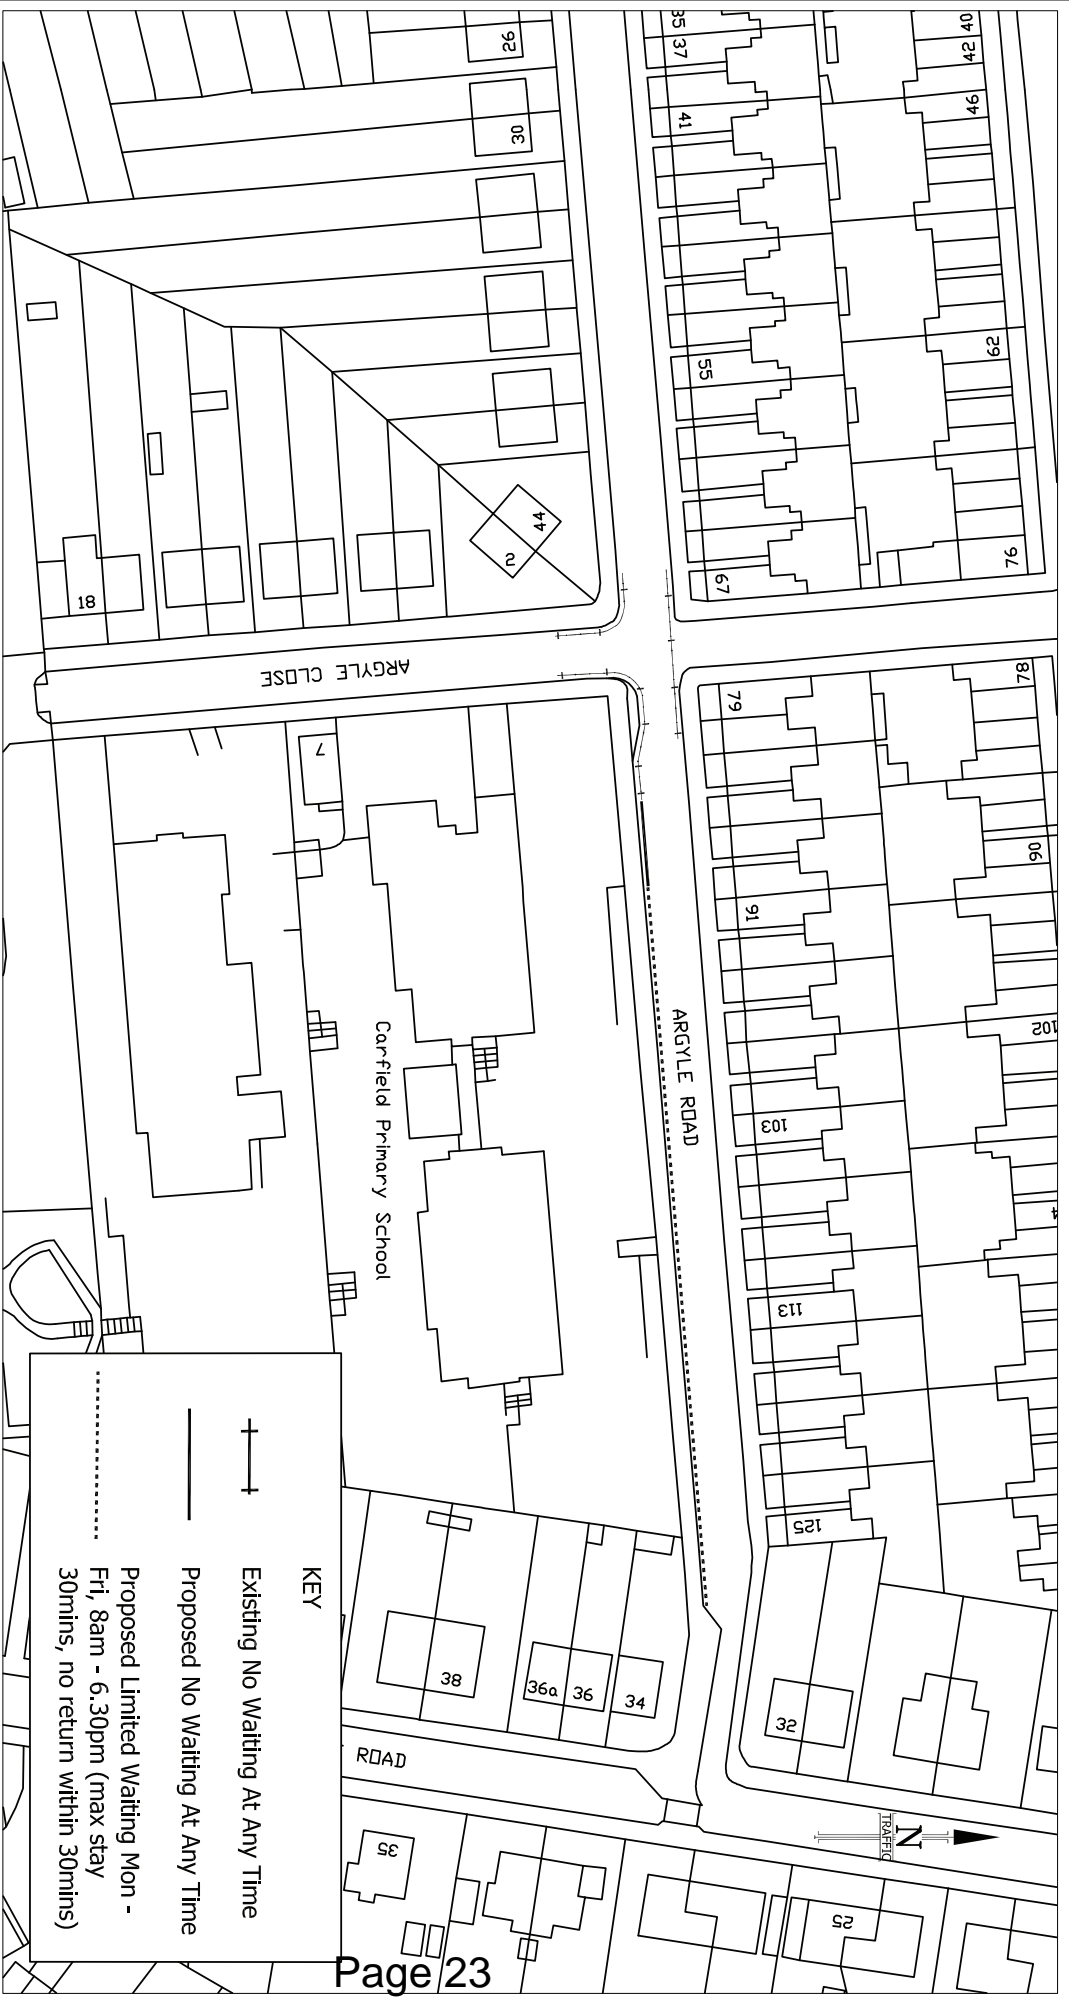 35
37
41
55
67
40
42
46
62
76
26
30
44
2
18
ARGYLE CLOSE
7
79
91
103
113
125
78
90
102
4
ARGYLE ROAD
Carfield Primary School
38
36a
36
34
32
ROAD
35
25
N
TRAFFIC
KEY
Existing No Waiting At Any Time
Proposed No Waiting At Any Time
Proposed Limited Waiting Mon -
Fri, 8am - 6.30pm (max stay
30mins, no return within 30mins)
Page 23